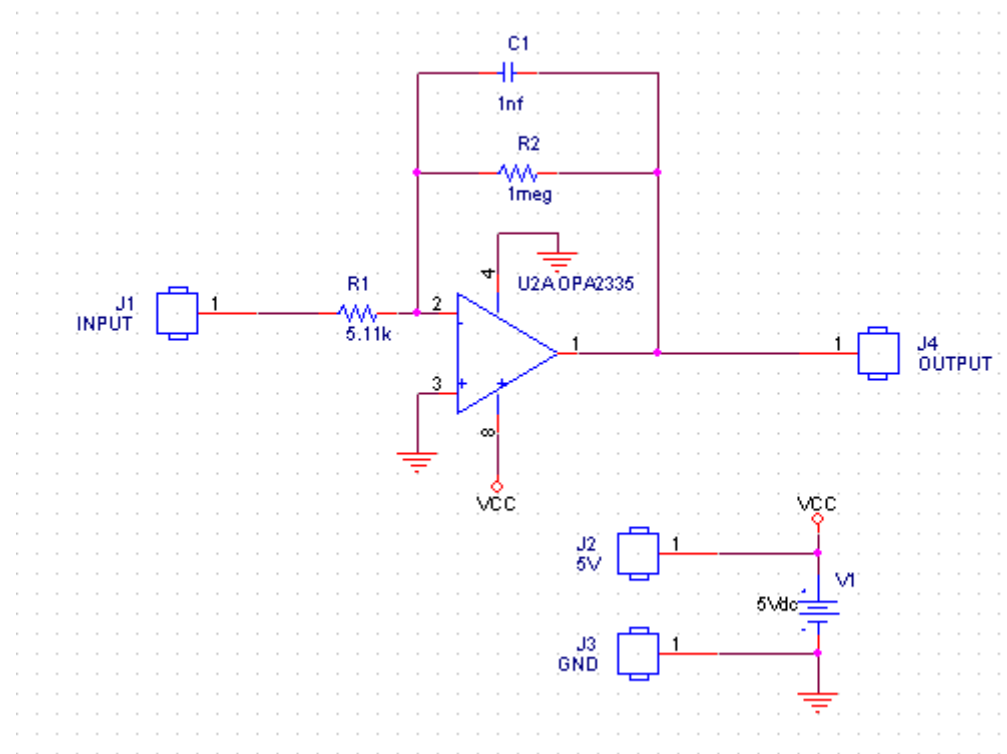 C1
1nf
R2
1meg
4
U2A OPA2335
R1
5.11k
J1
INPUT
1
2
-
3
+
+
1
8
VCC
1
J4
OUTPUT
VCC
J2
5V
1
V1
5Vdc
J3
GND
1